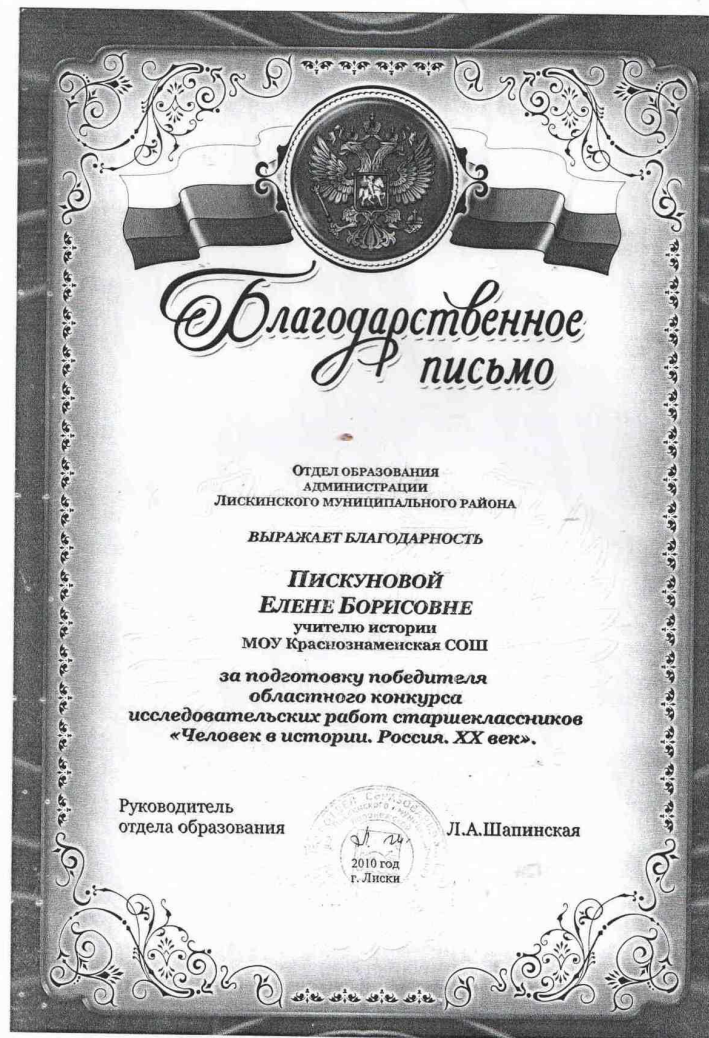 Благодарственное
письмо
Отдел образования
администрации
Лискинского муниципального района
выражает благодарность
Пискуновой
Елене Борисовне
учителю истории
МОУ Краснознаменская СОШ
за подготовку победителя
областного конкурса
исследовательских работ старшеклассников
«Человек в истории. Россия. XX век».
Руководитель
отдела образования
Л.А.Шапинская
2010 год
г. Лиски